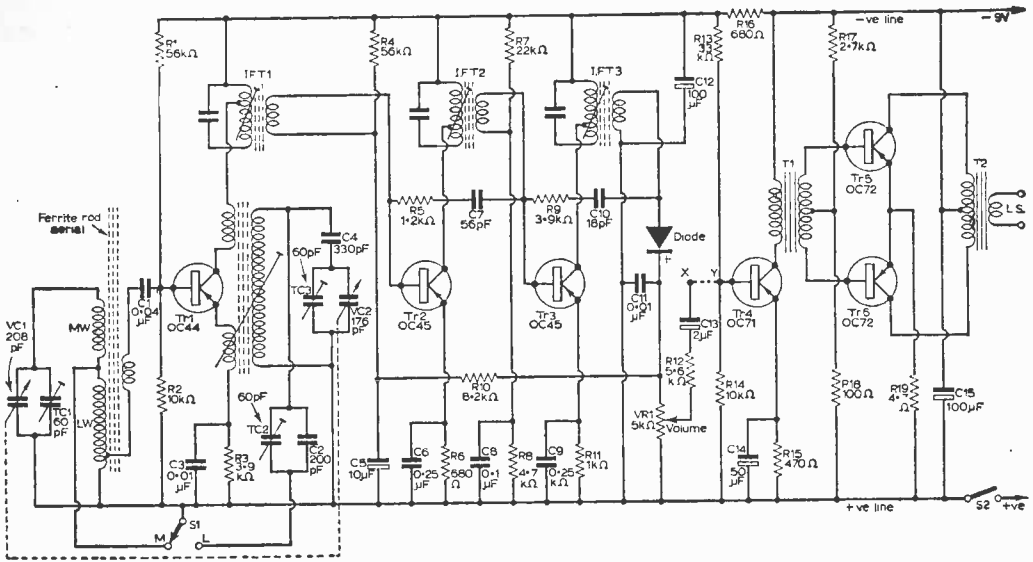 R1
56kΩ
R4
56kΩ
R7
22kΩ
R13
33
kΩ
R16
680Ω
-ve line
- 9V
R17
2·7kΩ
I.F.T1
I.F.T2
I.F.T3
C12
100
µF
Tr5
OC72
T1
T2
L.S.
Ferrite rod
aerial
R5
1·2kΩ
C7
56pF
R9
3·9kΩ
C10
18pF
Diode
+
C4
330pF
60pF
TC3
VC2
176
pF
C1
0·04
µF
Tr1
OC44
VC1
208
pF
MW
LW
TC1
60
pF
Tr2
OC45
Tr3
OC45
C11
0·01
µF
X
Y
C13
2µF
Tr4
OC71
Tr6
OC72
R2
10kΩ
R10
8·2kΩ
R12
5·6
kΩ
VR1
5kΩ
Volume
R14
10kΩ
R18
100Ω
R19
4·7
Ω
C15
100µF
60pF
TC2
C2
200
pF
C3
0·01
µF
R3
3·9
kΩ
C5
10µF
C6
0·25
µF
R6
680
Ω
C8
0·1
µF
R8
4·7
kΩ
C9
0·25
µF
R11
1kΩ
C14
50
µF
R15
470Ω
+ve line
S2
+ve
S1
M
L